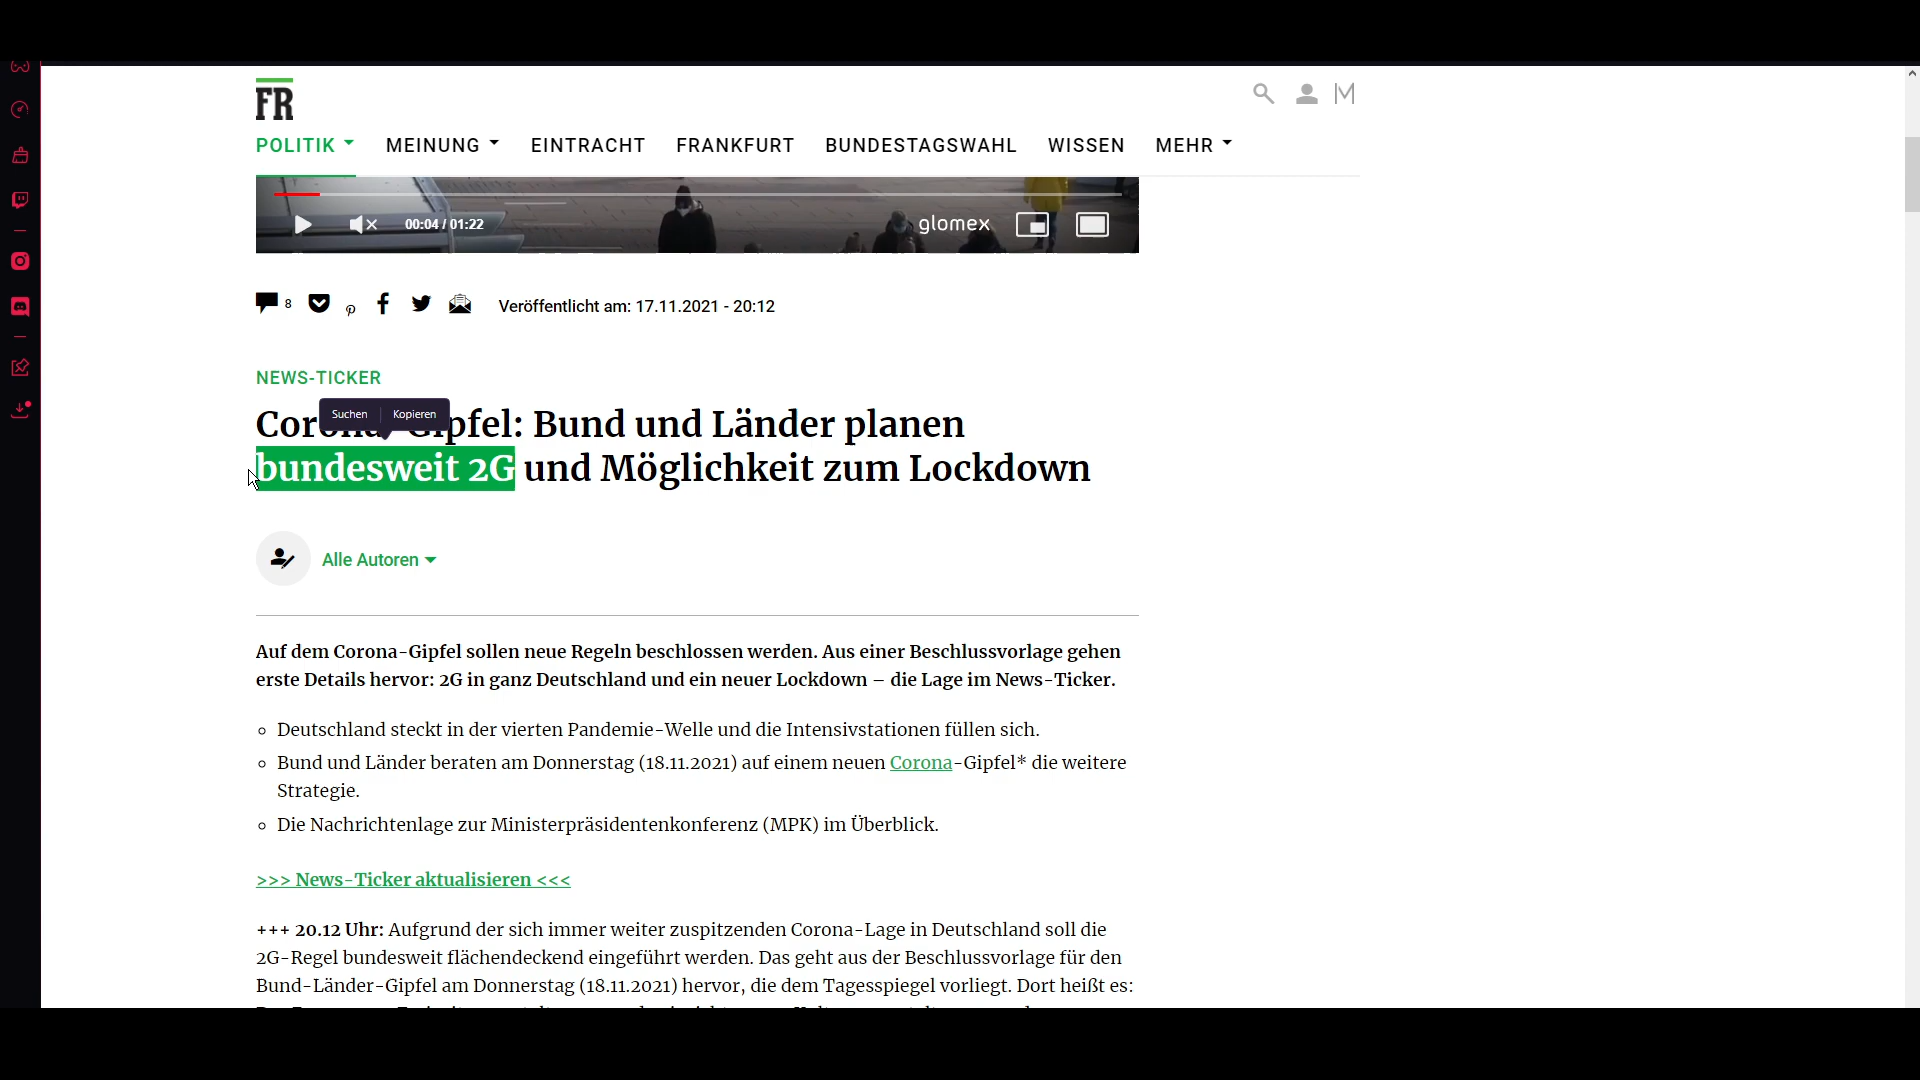 FR
POLITIK MEINUNG EINTRACHT FRANKFURT BUNDESTAGSWAHL WISSEN MEHR
00:04 / 01:22 glomex
8 Veröffentlicht am: 17.11.2021 - 20:12
NEWS-TICKER
Suchen Kopieren
Corona-Gipfel: Bund und Länder planen
bundesweit 2G und Möglichkeit zum Lockdown
Alle Autoren
Auf dem Corona-Gipfel sollen neue Regeln beschlossen werden. Aus einer Beschlussvorlage gehen
erste Details hervor: 2G in ganz Deutschland und ein neuer Lockdown – die Lage im News-Ticker.
Deutschland steckt in der vierten Pandemie-Welle und die Intensivstationen füllen sich.
Bund und Länder beraten am Donnerstag (18.11.2021) auf einem neuen Corona-Gipfel* die weitere
Strategie.
Die Nachrichtenlage zur Ministerpräsidentenkonferenz (MPK) im Überblick.
>>> News-Ticker aktualisieren <<<
+++ 20.12 Uhr: Aufgrund der sich immer weiter zuspitzenden Corona-Lage in Deutschland soll die
2G-Regel bundesweit flächendeckend eingeführt werden. Das geht aus der Beschlussvorlage für den
Bund-Länder-Gipfel am Donnerstag (18.11.2021) hervor, die dem Tagesspiegel vorliegt. Dort heißt es: